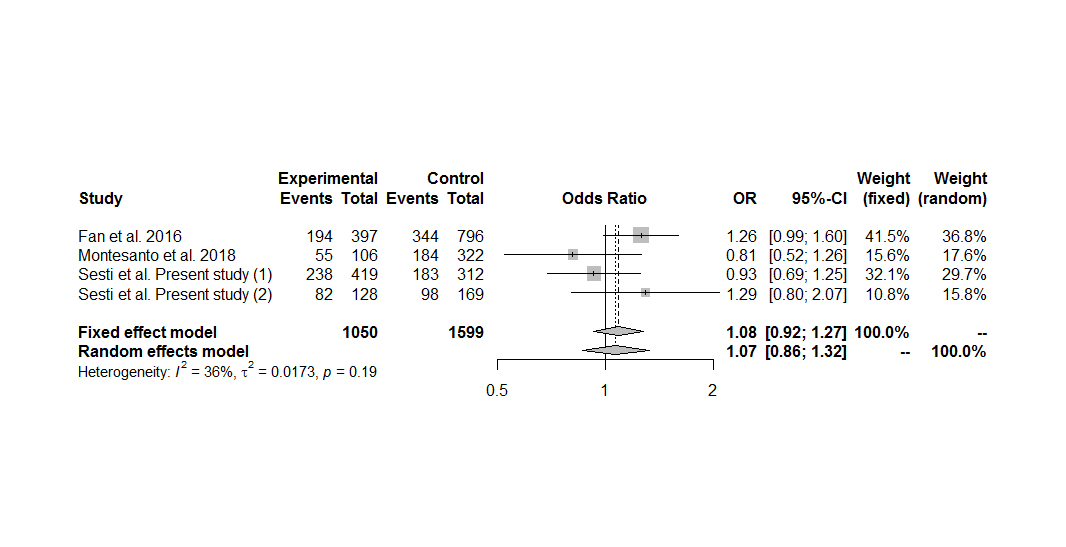 Experimental Control Weight Weight
Study Events Total Events Total Odds Ratio OR 95%-CI (fixed) (random)
Fan et al. 2016 194 397 344 796 1.26 [0.99; 1.60] 41.5% 36.8%
Montesanto et al. 2018 55 106 184 322 0.81 [0.52; 1.26] 15.6% 17.6%
Sesti et al. Present study (1) 238 419 183 312 0.93 [0.69; 1.25] 32.1% 29.7%
Sesti et al. Present study (2) 82 128 98 169 1.29 [0.80; 2.07] 10.8% 15.8%
Fixed effect model 1050 1599 1.08 [0.92; 1.27] 100.0% --
Random effects model 1.07 [0.86; 1.32] -- 100.0%
Heterogeneity: I² = 36%, τ² = 0.0173, p = 0.19
0.5 1 2